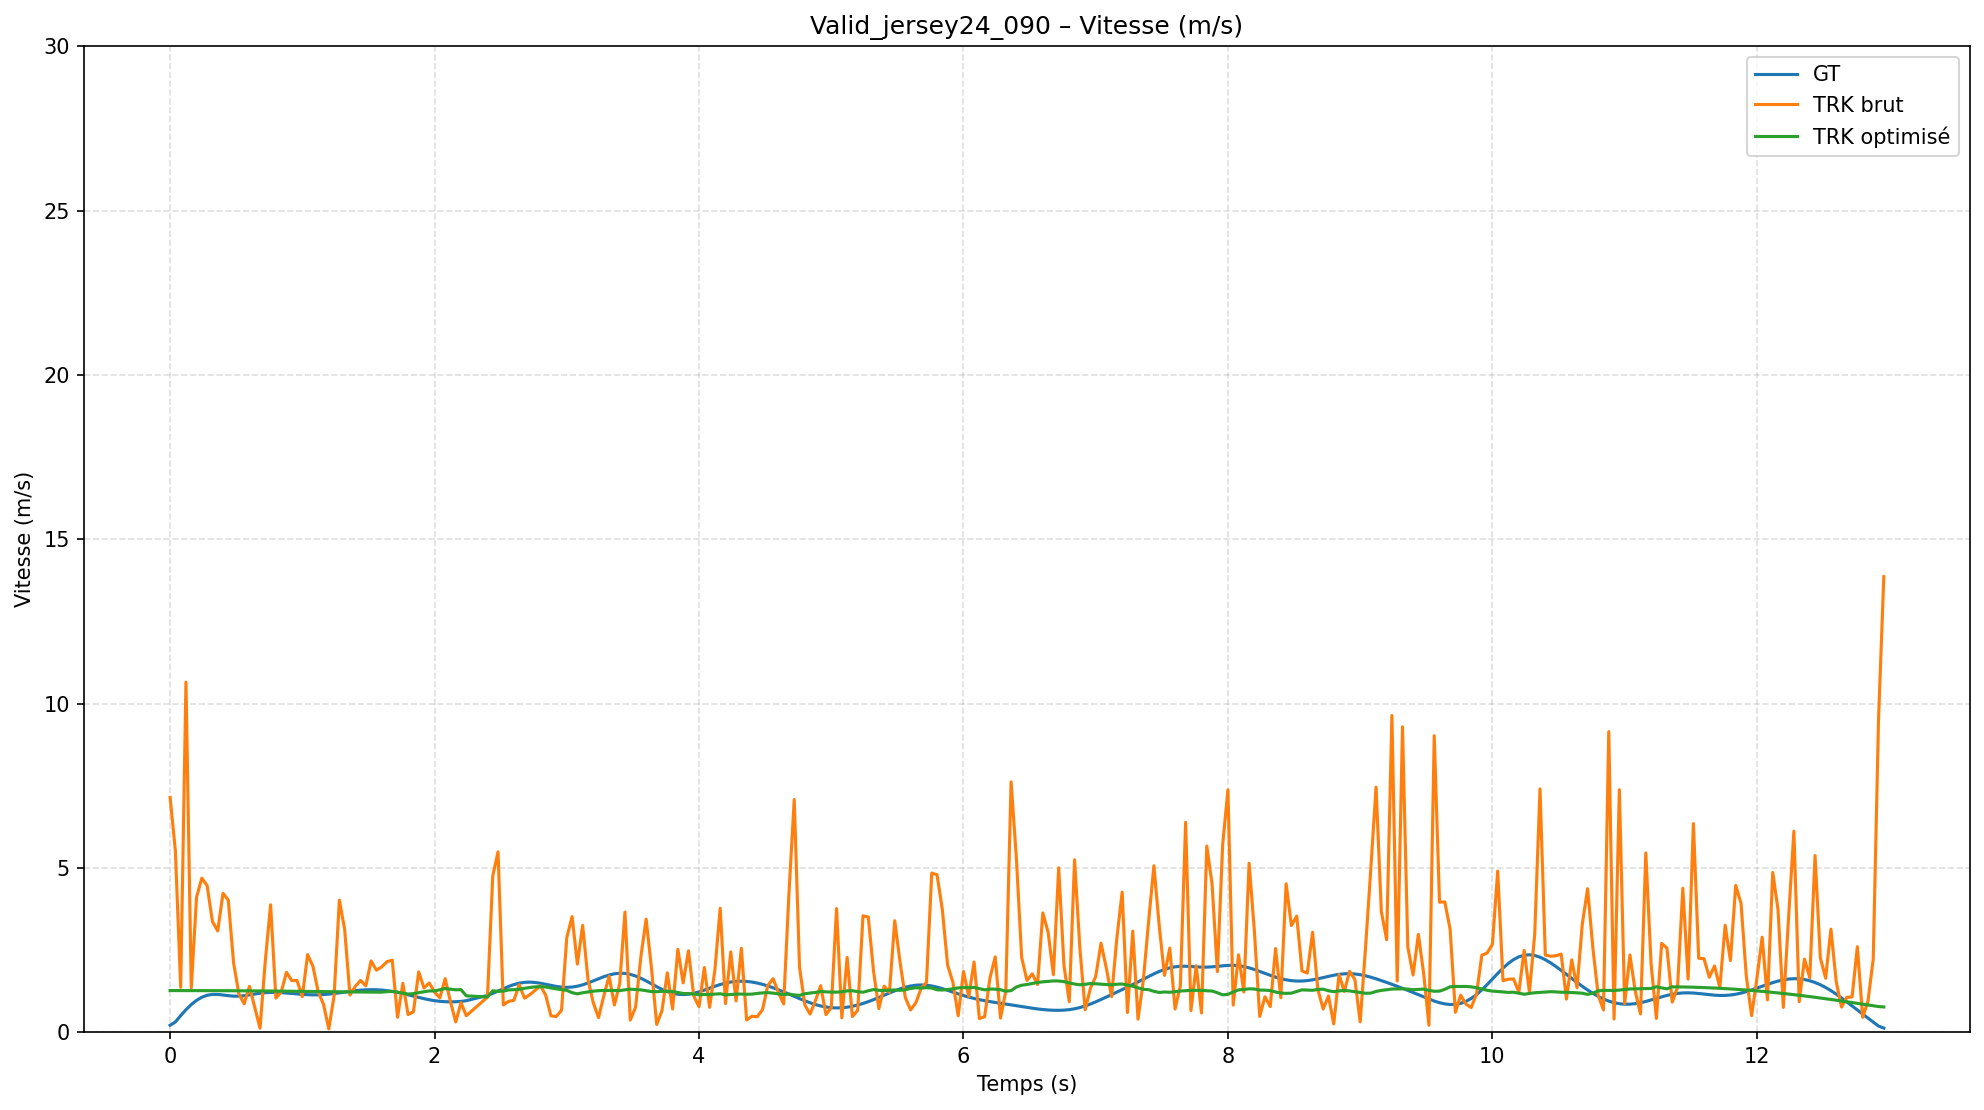 Valid_jersey24_090 – Vitesse (m/s)
GT
TRK brut
TRK optimisé
30
25
20
15
10
5
0
Vitesse (m/s)
0
2
4
6
8
10
12
Temps (s)